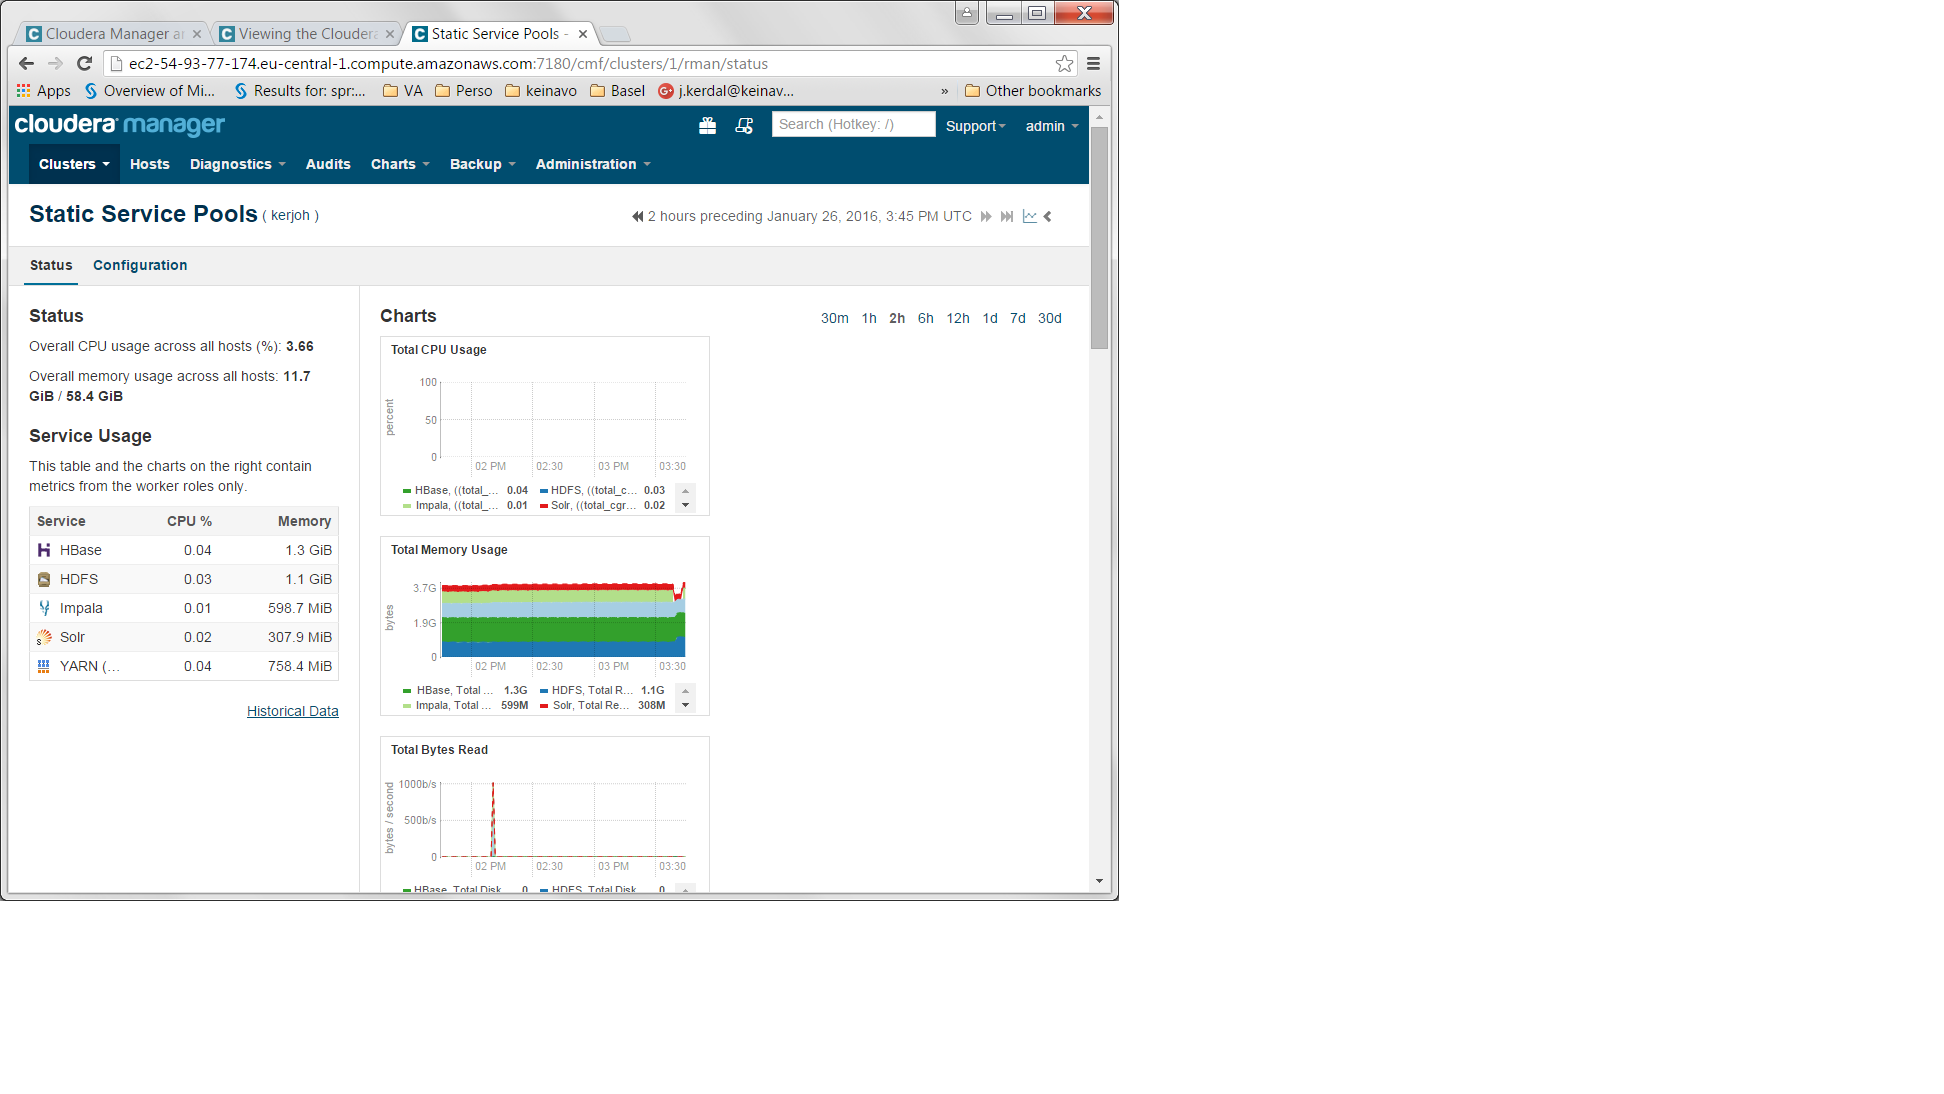 Cloudera Manager a
Viewing the Cloudera
Static Service Pools -
ec2-54-93-77-174.eu-central-1.compute.amazonaws.com:7180/cmf/clusters/1/rman/status
Apps Overview of Mi... Results for: spr:... VA Perso keinavo Basel j.kerdal@keinav... » Other bookmarks
cloudera manager
Search (Hotkey: /) Support admin
Clusters Hosts Diagnostics Audits Charts Backup Administration
Static Service Pools ( kerjoh )
2 hours preceding January 26, 2016, 3:45 PM UTC
Status Configuration
Status
Overall CPU usage across all hosts (%): 3.66
Overall memory usage across all hosts: 11.7
GiB / 58.4 GiB
Service Usage
This table and the charts on the right contain
metrics from the worker roles only.
Service CPU % Memory
HBase 0.04 1.3 GiB
HDFS 0.03 1.1 GiB
Impala 0.01 598.7 MiB
Solr 0.02 307.9 MiB
YARN (... 0.04 758.4 MiB
Historical Data
Charts
30m 1h 2h 6h 12h 1d 7d 30d
Total CPU Usage
percent
100
50
0
02 PM 02:30 03 PM 03:30
HBase, ((total_... 0.04 HDFS, ((total_c... 0.03
Impala, ((total_... 0.01 Solr, ((total_cgr... 0.02
Total Memory Usage
bytes
3.7G
1.9G
0
02 PM 02:30 03 PM 03:30
HBase, Total ... 1.3G HDFS, Total R... 1.1G
Impala, Total ... 599M Solr, Total Re... 308M
Total Bytes Read
bytes / second
1000b/s
500b/s
0
02 PM 02:30 03 PM 03:30
HBase, Total Disk 0 HDFS, Total Disk 0